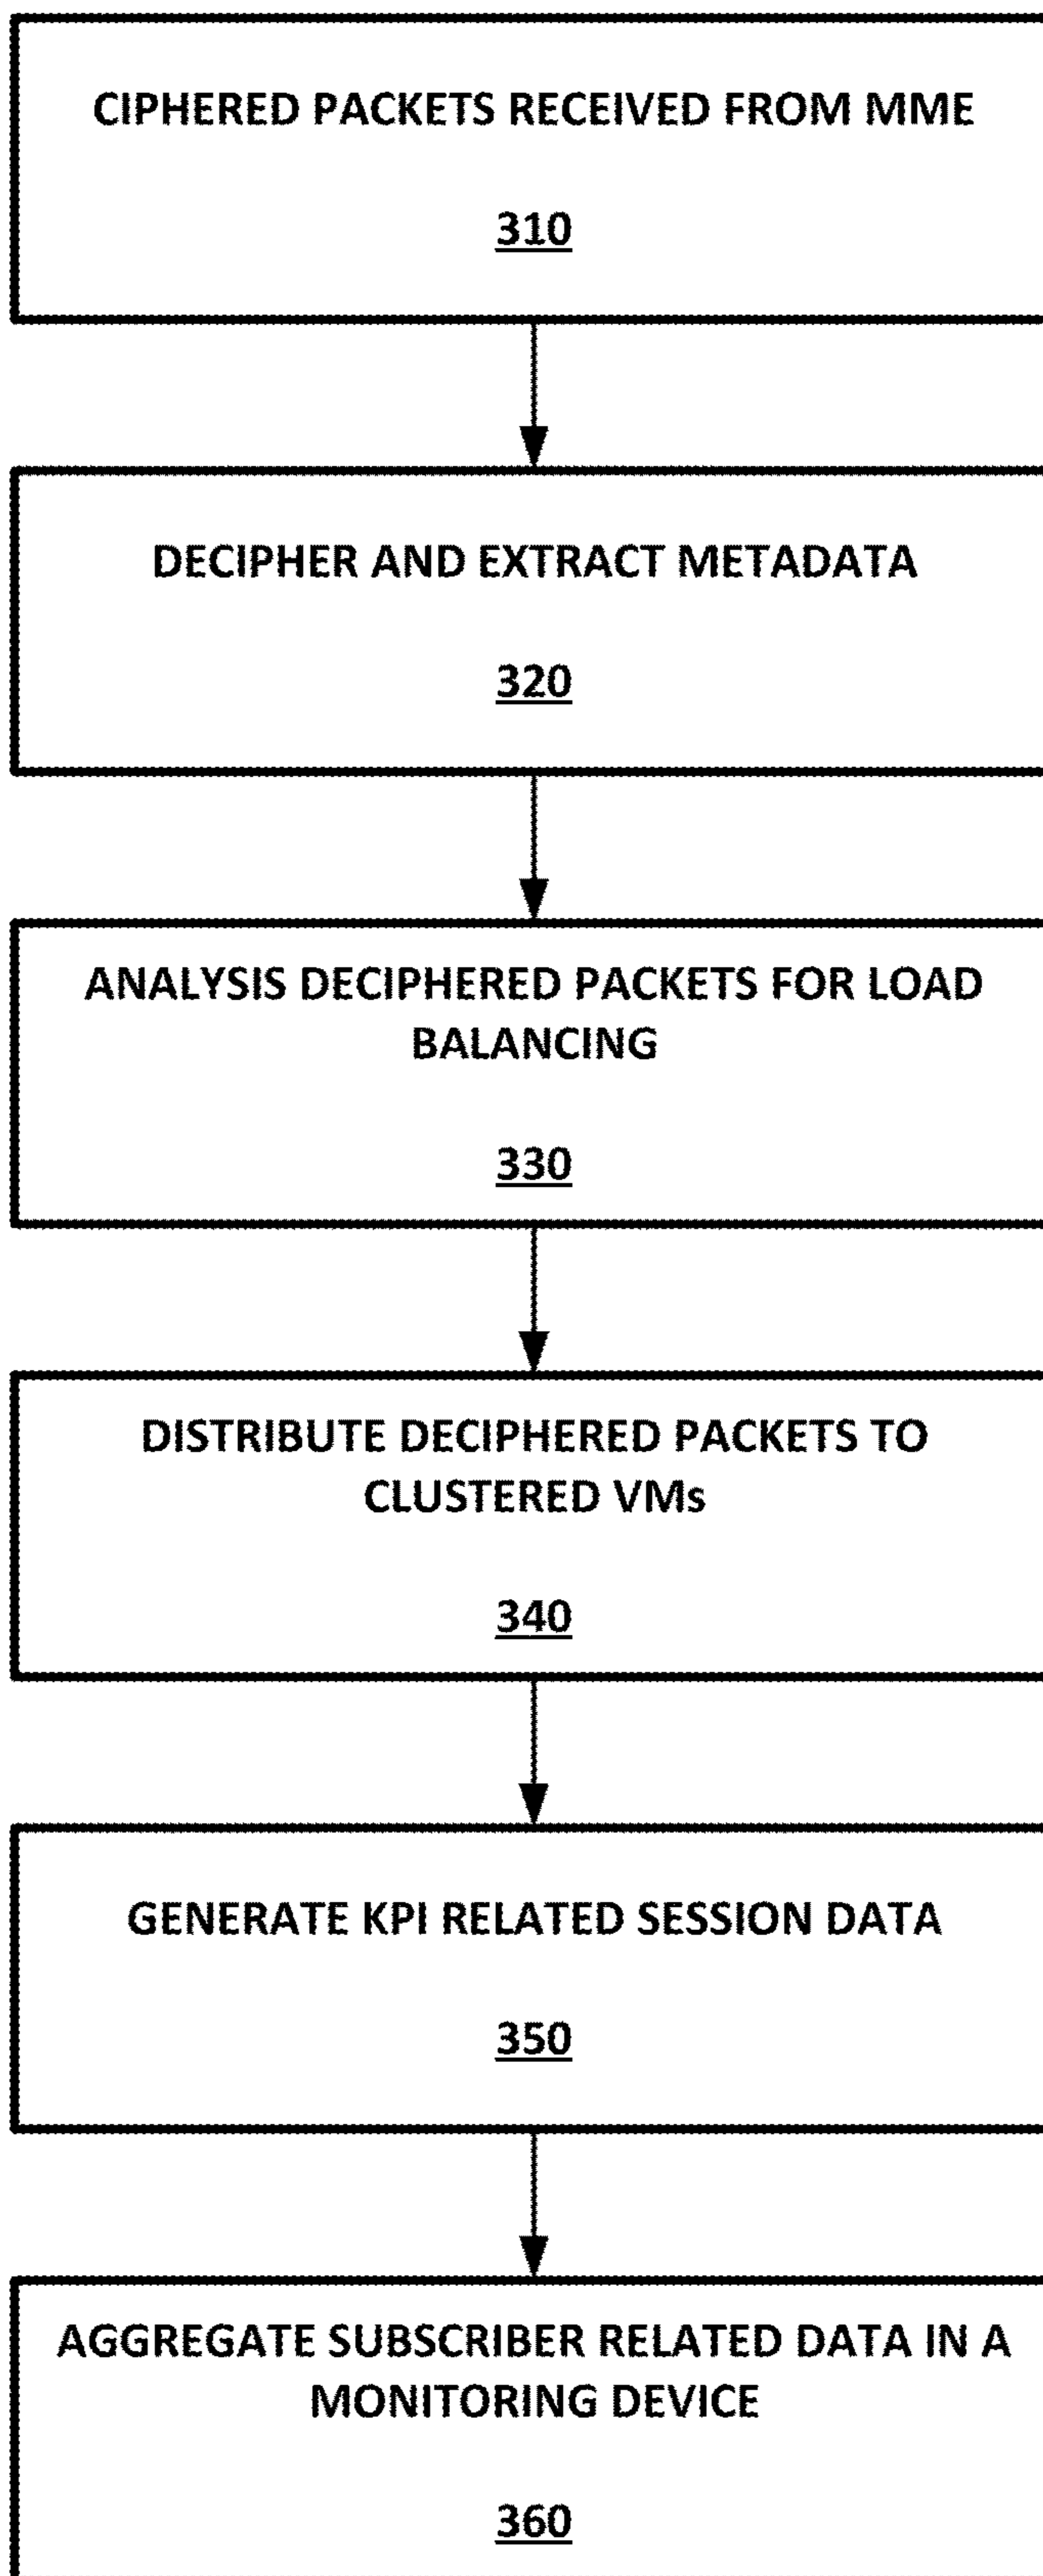 CIPHERED PACKETS RECEIVED FROM MME
310
DECIPHER AND EXTRACT METADATA
320
ANALYSIS DECIPHERED PACKETS FOR LOAD
BALANCING
330
DISTRIBUTE DECIPHERED PACKETS TO
CLUSTERED VMs
340
GENERATE KPI RELATED SESSION DATA
350
AGGREGATE SUBSCRIBER RELATED DATA IN A
MONITORING DEVICE
360